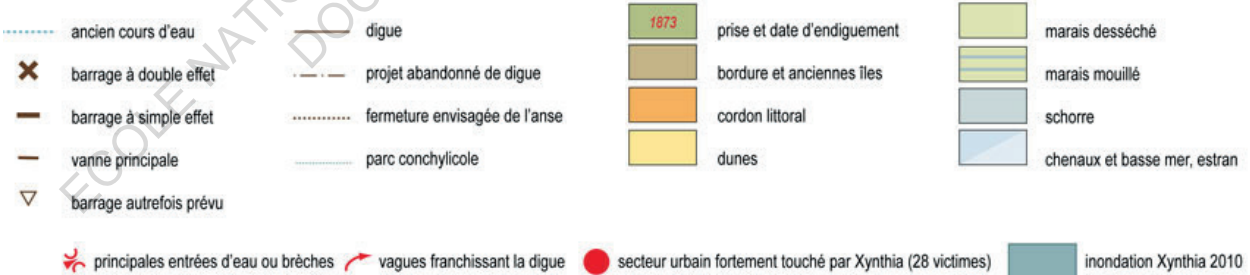 ancien cours d'eau
digue
1873
prise et date d'endiguement
marais desséché
barrage à double effet
projet abandonné de digue
bordure et anciennes îles
marais mouillé
barrage à simple effet
fermeture envisagée de l'anse
cordon littoral
schorre
vanne principale
parc conchylicole
dunes
chenaux et basse mer, estran
barrage autrefois prévu
principales entrées d'eau ou brèches
vagues franchissant la digue
secteur urbain fortement touché par Xynthia (28 victimes)
inondation Xynthia 2010
ECOLE NATI
DOC